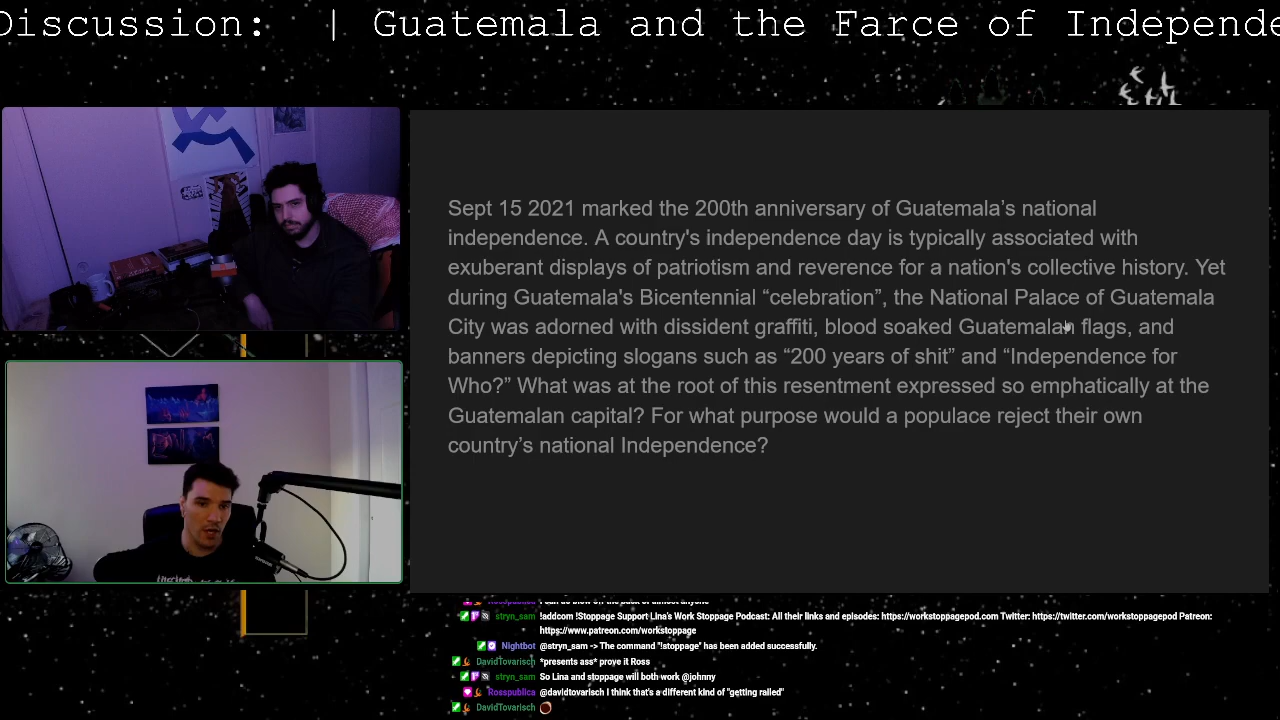 Discussion:  | Guatemala and the Farce of Independe
Sept 15 2021 marked the 200th anniversary of Guatemala’s national
independence. A country's independence day is typically associated with
exuberant displays of patriotism and reverence for a nation's collective history. Yet
during Guatemala's Bicentennial “celebration”, the National Palace of Guatemala
City was adorned with dissident graffiti, blood soaked Guatemalan flags, and
banners depicting slogans such as “200 years of shit” and “Independence for
Who?” What was at the root of this resentment expressed so emphatically at the
Guatemalan capital? For what purpose would a populace reject their own
country’s national Independence?
stryn_sam !addcom !Stoppage Support Lina's Work Stoppage Podcast: All their links and episodes: https://workstoppagepod.com Twitter: https://twitter.com/workstoppagepod Patreon:
https://www.patreon.com/workstoppage
Nightbot @stryn_sam -> The command "!stoppage" has been added successfully.
DavidTovarisch *presents ass* prove it Ross
stryn_sam So Lina and stoppage will both work @johnny
Rosspublica @davidtovarisch I think that's a different kind of "getting railed"
DavidTovarisch